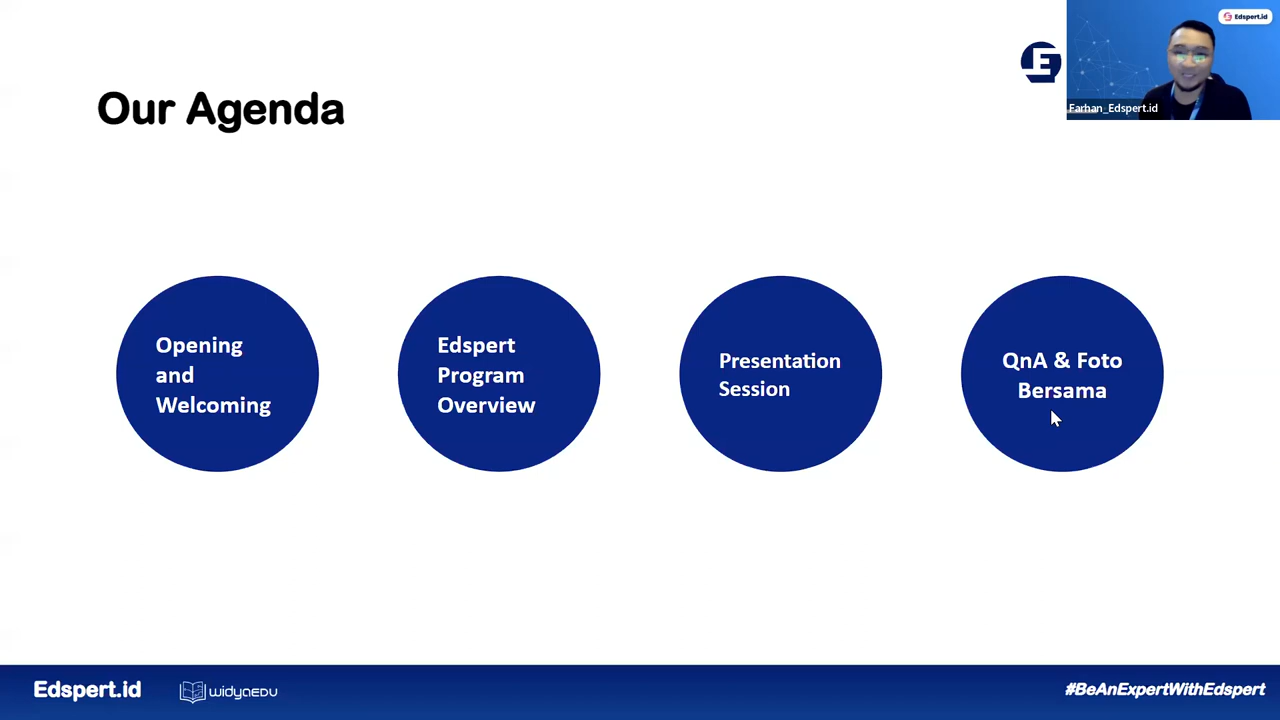 Edspert.id
E
Farhan_Edspert.id
Our Agenda
Opening
and
Welcoming
Edspert
Program
Overview
Presentation
Session
QnA & Foto
Bersama
Edspert.id
WIDYAEDU
#BeAnExpertWithEdspert